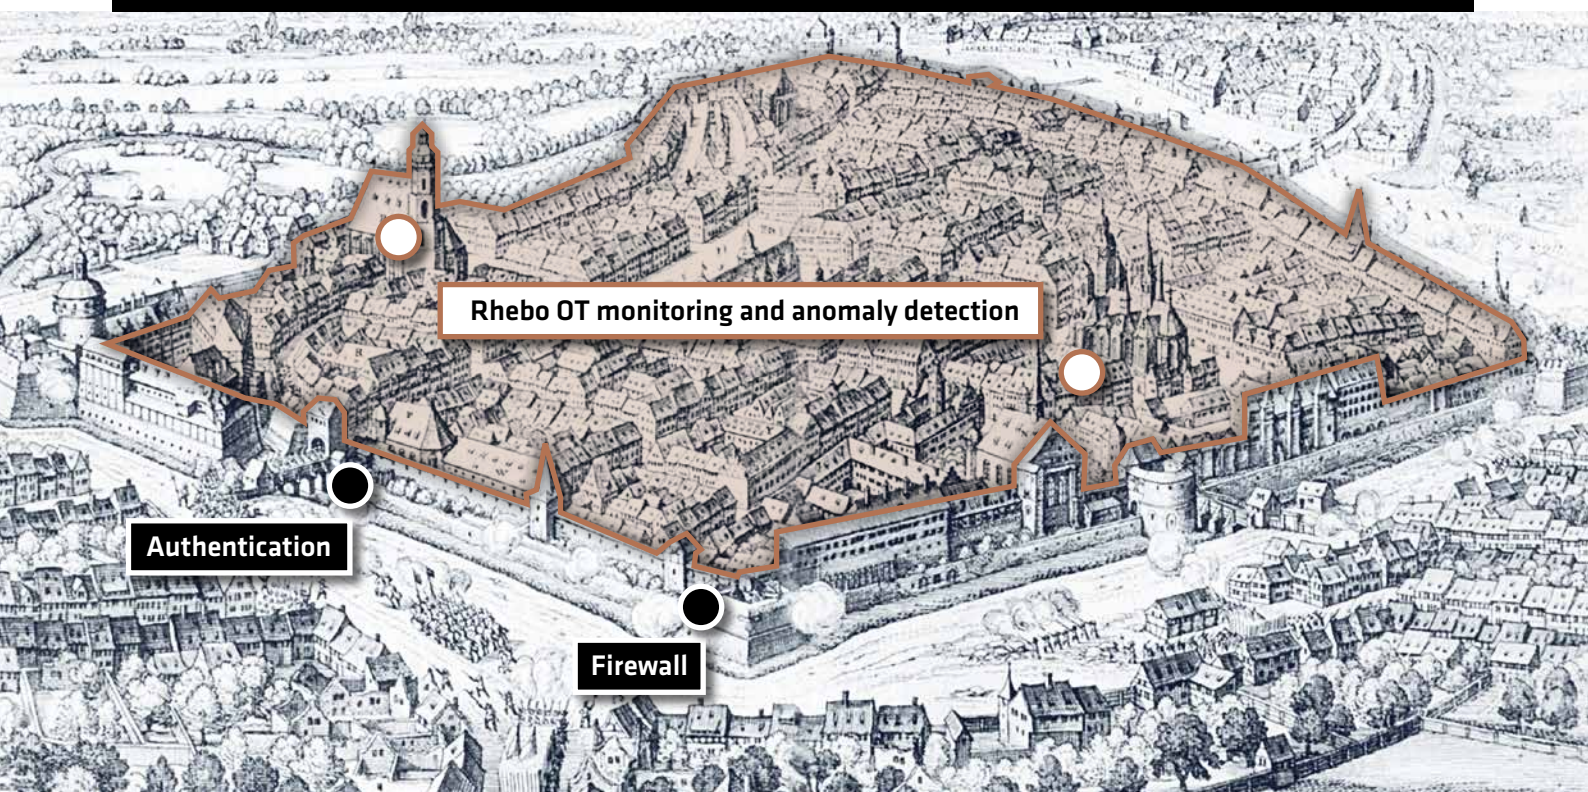 Rhebo OT monitoring and anomaly detection
Authentication
Firewall